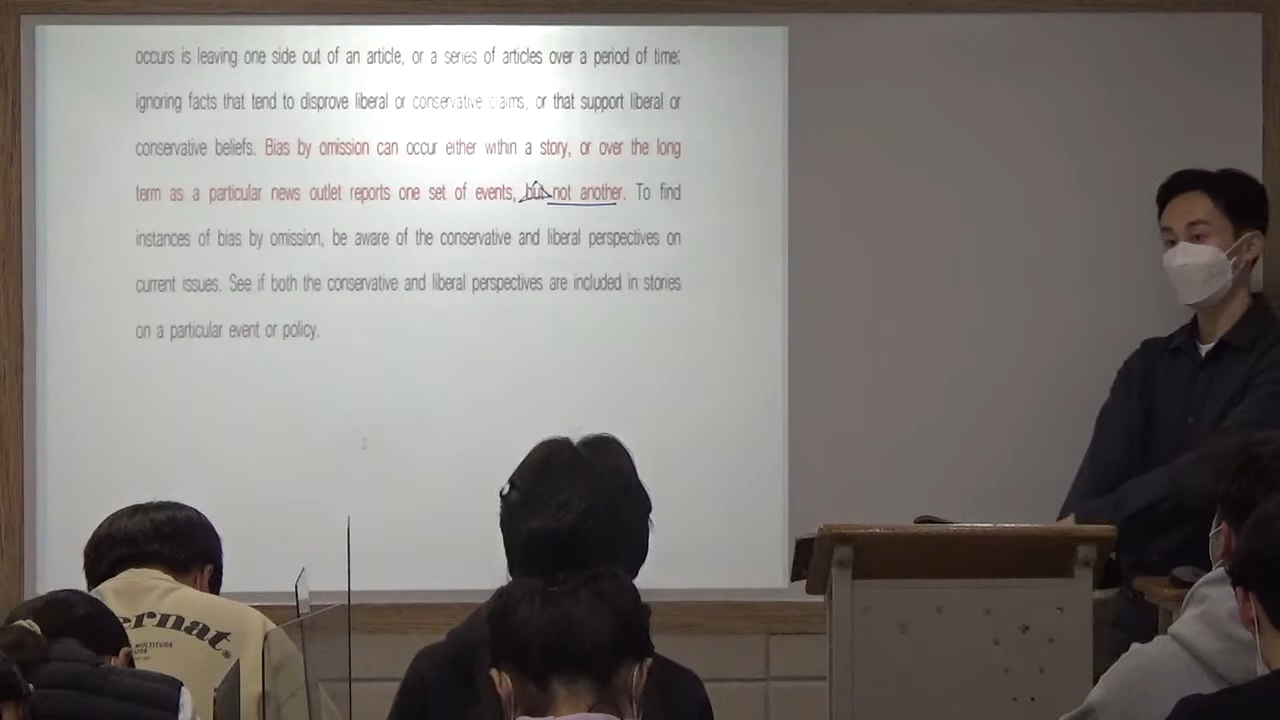 occurs is leaving one side out of an article, or a series of articles over a period of time;
ignoring facts that tend to disprove liberal or conservative claims, or that support liberal or
conservative beliefs. Bias by omission can occur either within a story, or over the long
term as a particular news outlet reports one set of events, but not another. To find
instances of bias by omission, be aware of the conservative and liberal perspectives on
current issues. See if both the conservative and liberal perspectives are included in stories
on a particular event or policy.
ernat
MULTITUDE